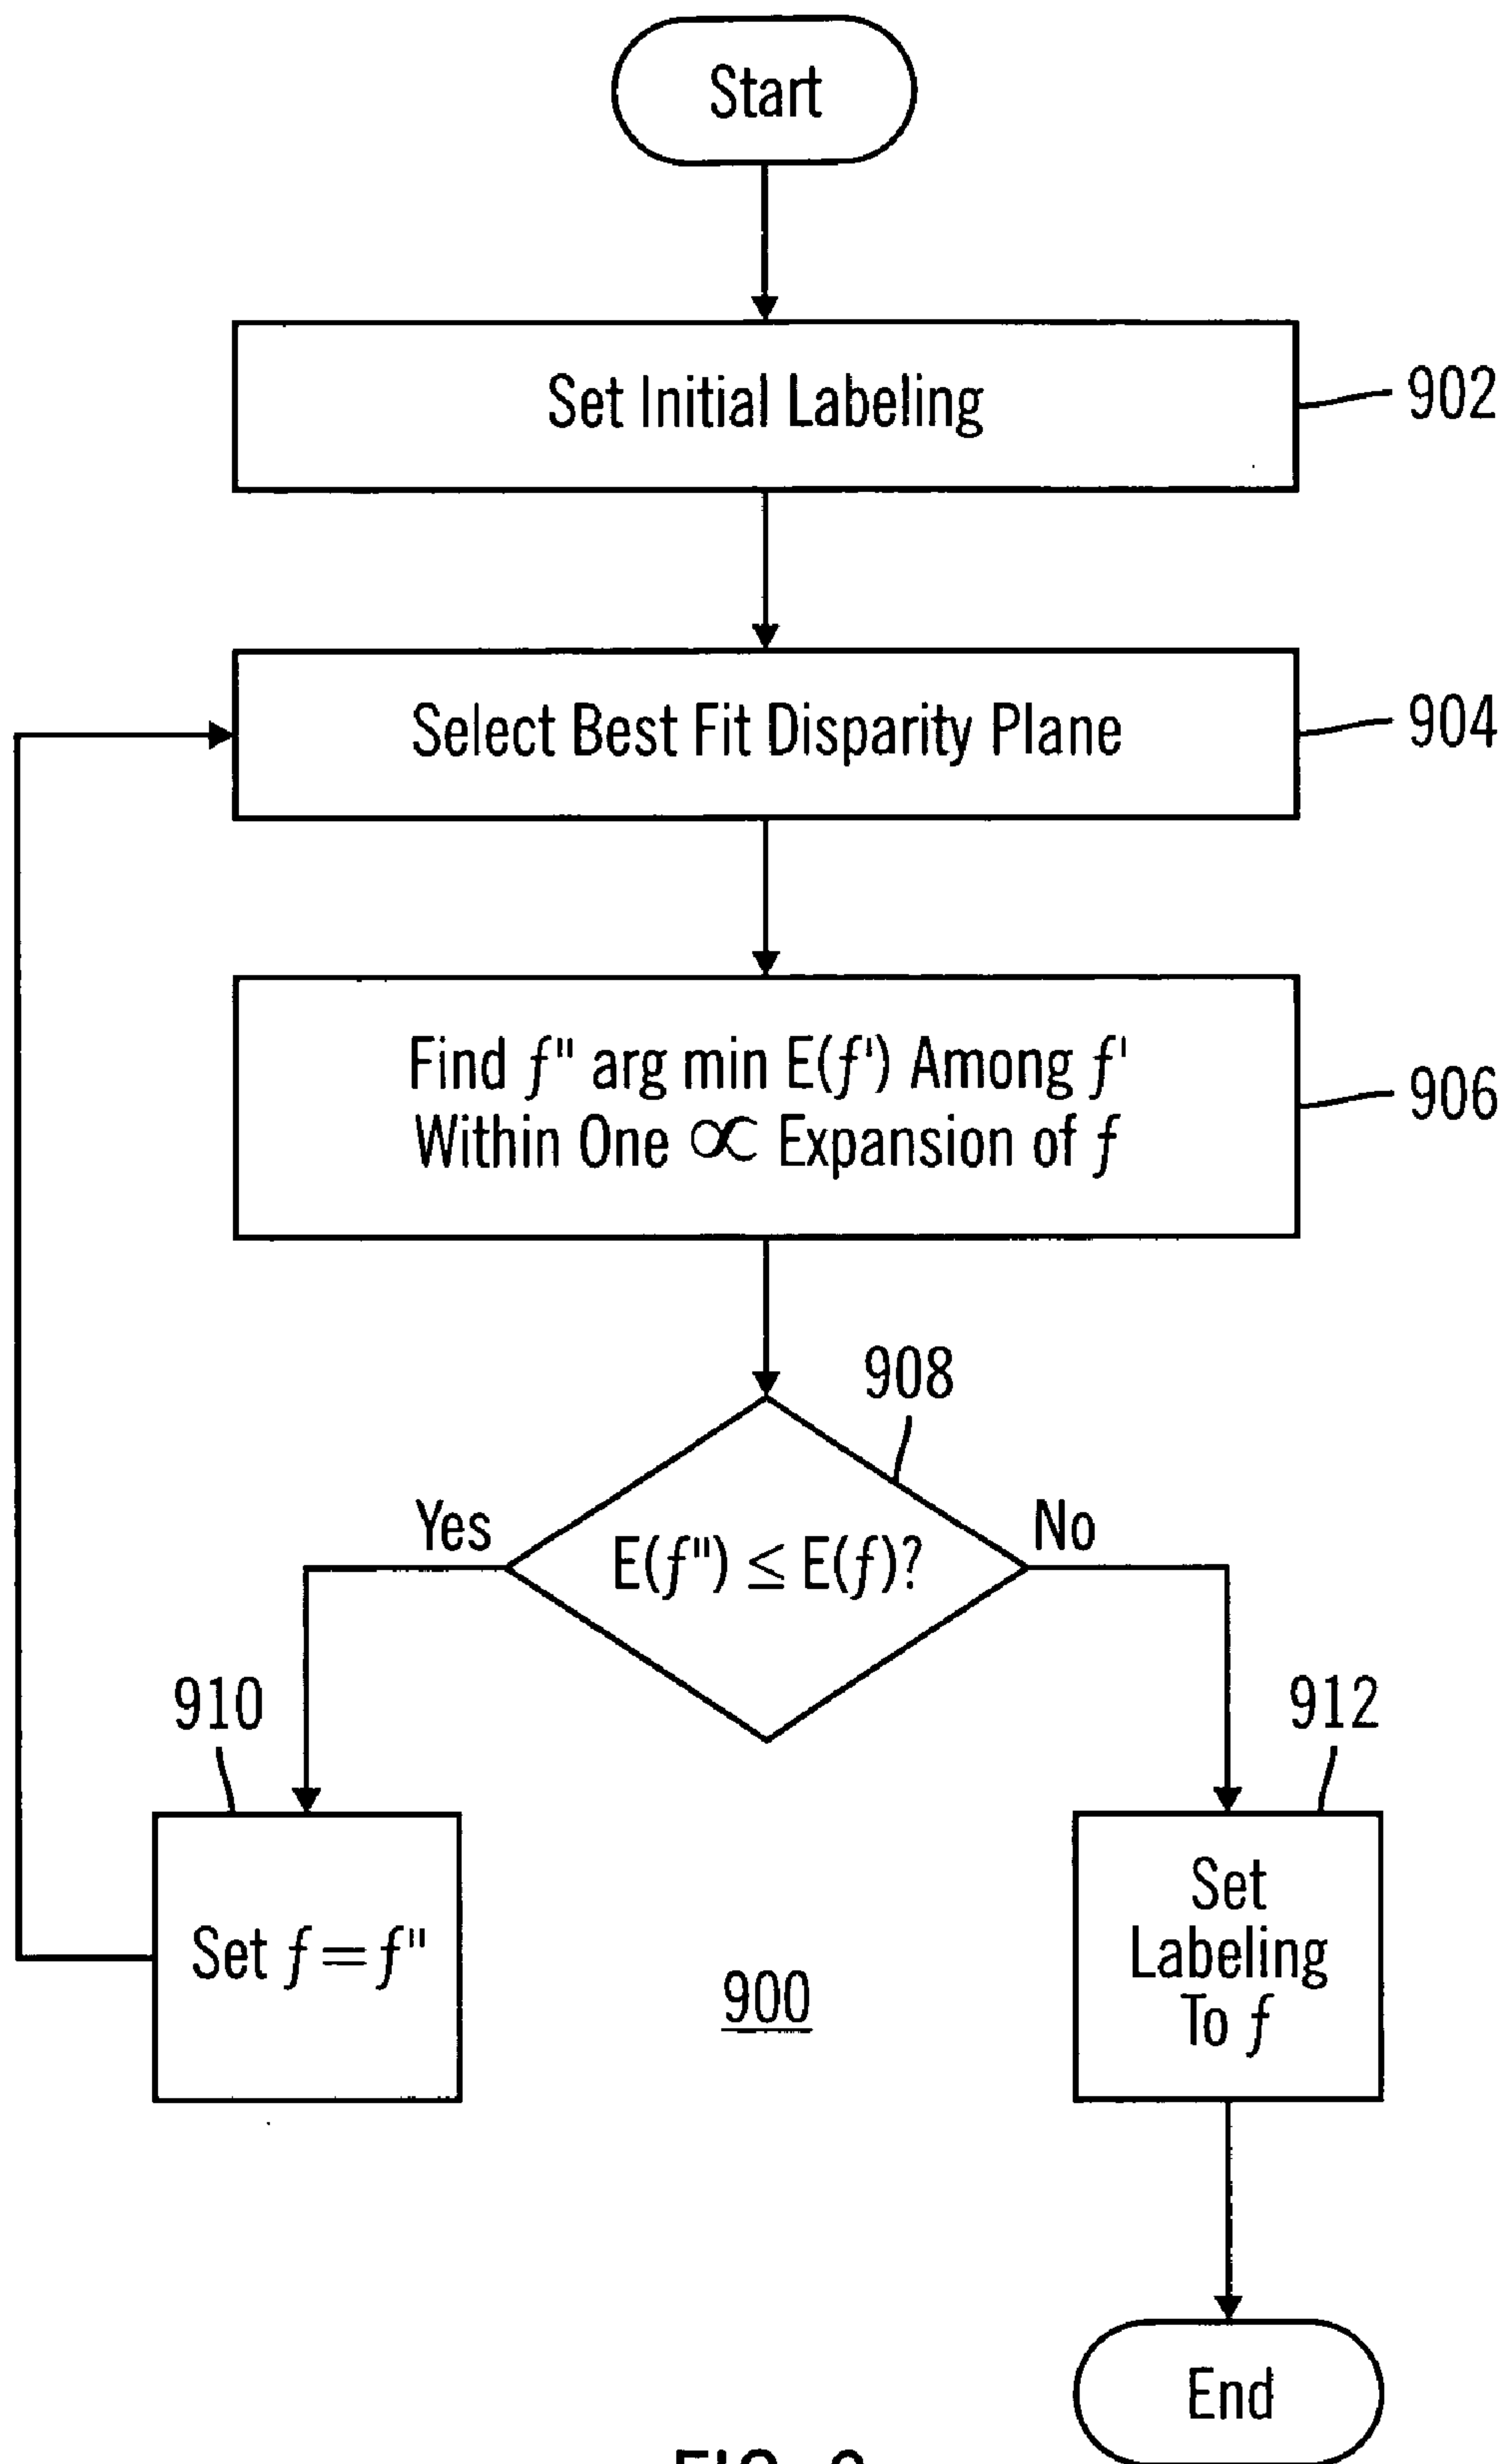 Start
Set Initial Labeling
902
Select Best Fit Disparity Plane
904
Find f" arg min E(f') Among f'
Within One ∝ Expansion of f
906
908
Yes
E(f") ≤ E(f)?
No
910
912
Set f=f"
Set
Labeling
To f
900
End